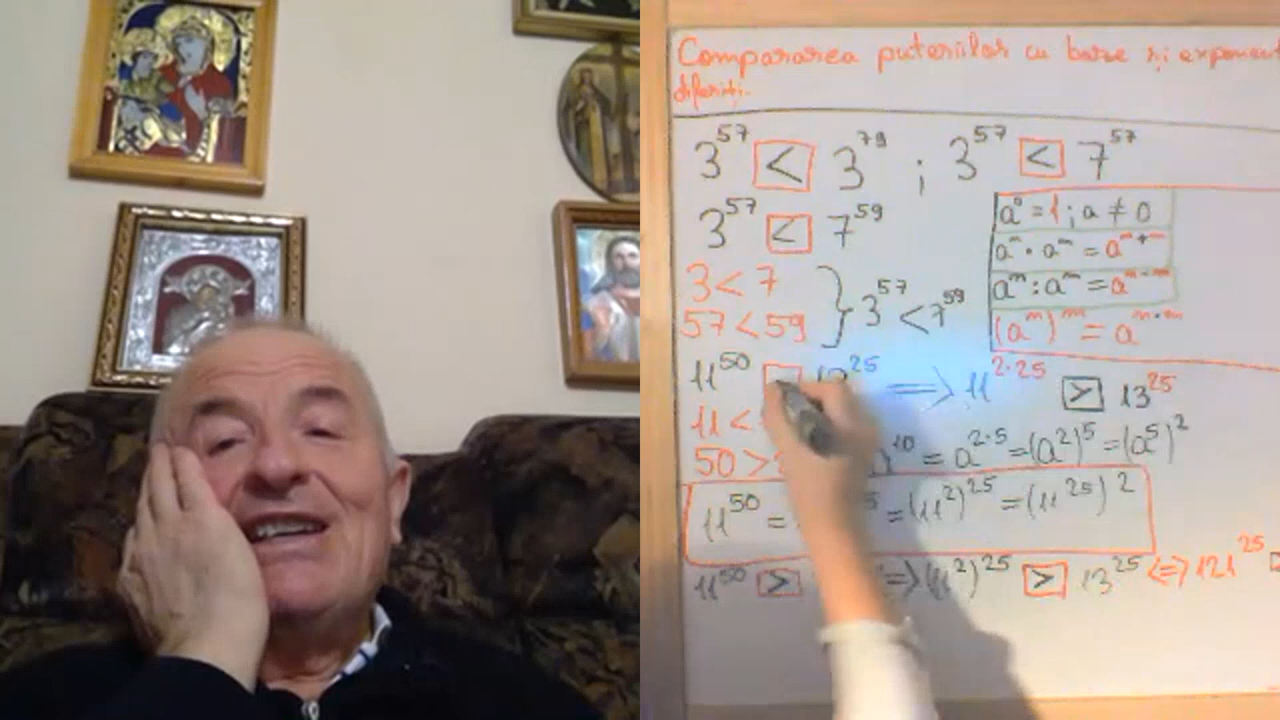 Compararea puterilor cu baze și exponenți
diferiți.
3^57 < 3^79 ; 3^57 < 7^57
3^57 < 7^59
3 < 7
57 < 59
} 3^57 < 7^59
a^0 = 1 ; a ≠ 0
a^n · a^m = a^n+m
a^m : a^m = a^m-m
(a^n)^m = a^n·m
11^50 13^25 => 11^2·25 > 13^25
11 <
50 > 10 = a^2·5 = (a^2)^5 = (a^5)^2
11^50 = = (11^2)^25 = (11^25)^2
11^50 > => (11^2)^25 > 13^25 <=> 121^25